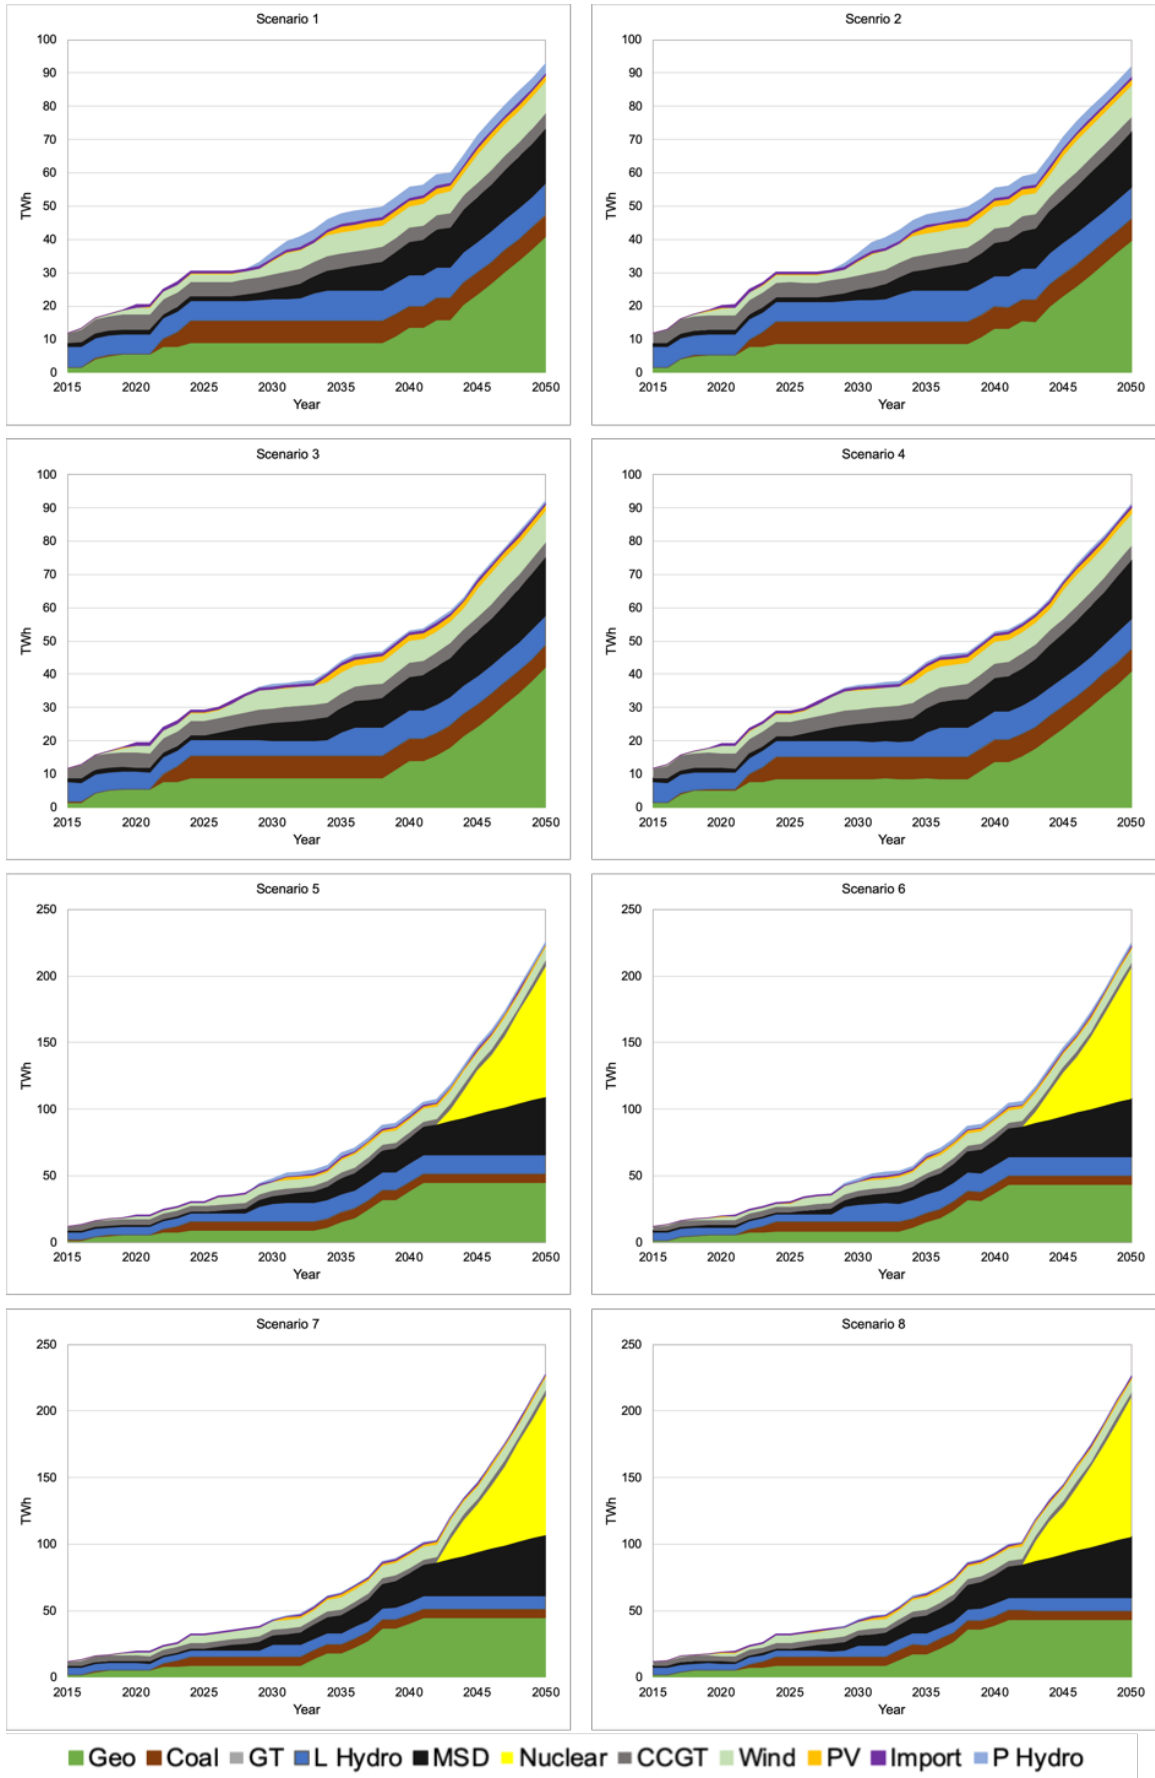 Scenario 1
100
90
80
70
60
50
40
30
20
10
0
TWh
2015 2020 2025 2030 2035 2040 2045 2050
Year
Scenrio 2
100
90
80
70
60
50
40
30
20
10
0
TWh
2015 2020 2025 2030 2035 2040 2045 2050
Year
Scenario 3
100
90
80
70
60
50
40
30
20
10
0
TWh
2015 2020 2025 2030 2035 2040 2045 2050
Year
Scenario 4
100
90
80
70
60
50
40
30
20
10
0
TWh
2015 2020 2025 2030 2035 2040 2045 2050
Year
Scenario 5
250
200
150
100
50
0
TWh
2015 2020 2025 2030 2035 2040 2045 2050
Year
Scenario 6
250
200
150
100
50
0
TWh
2015 2020 2025 2030 2035 2040 2045 2050
Year
Scenario 7
250
200
150
100
50
0
TWh
2015 2020 2025 2030 2035 2040 2045 2050
Year
Scenario 8
250
200
150
100
50
0
TWh
2015 2020 2025 2030 2035 2040 2045 2050
Year
Geo Coal GT L Hydro MSD Nuclear CCGT Wind PV Import P Hydro